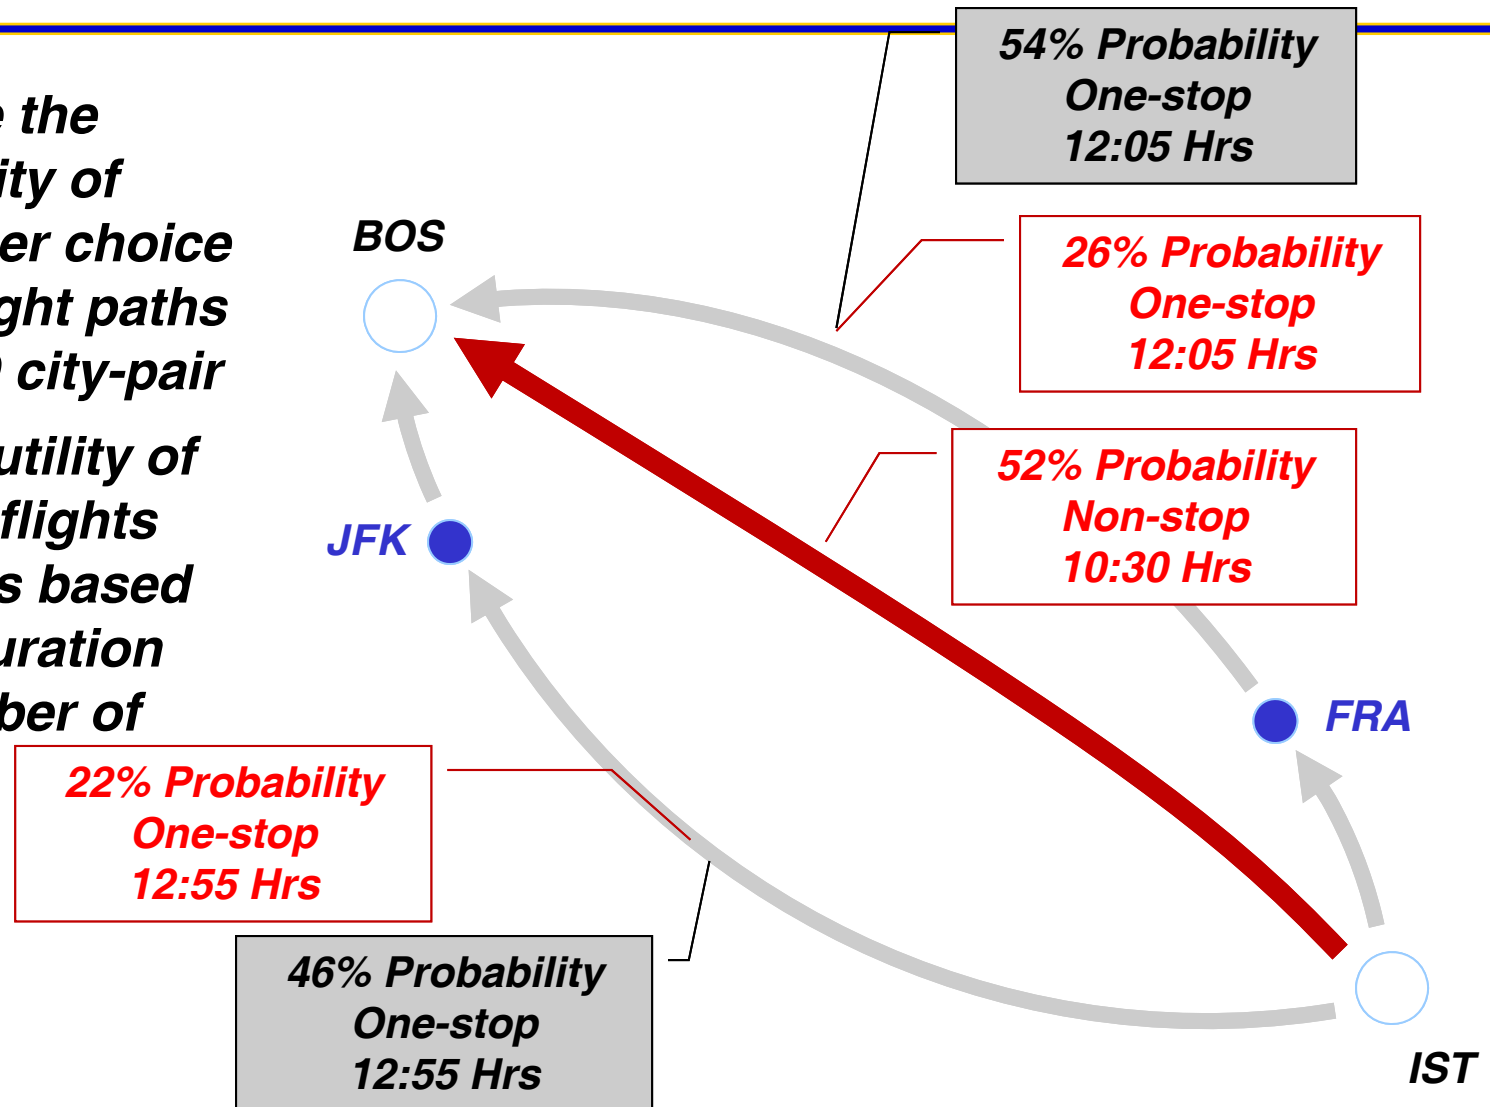 the
ity of
er choice
ght paths
city-pair
utility of
flights
s based
uration
ber of
54% Probability
One-stop
12:05 Hrs
26% Probability
One-stop
12:05 Hrs
BOS
52% Probability
Non-stop
10:30 Hrs
JFK
FRA
22% Probability
One-stop
12:55 Hrs
46% Probability
One-stop
12:55 Hrs
IST